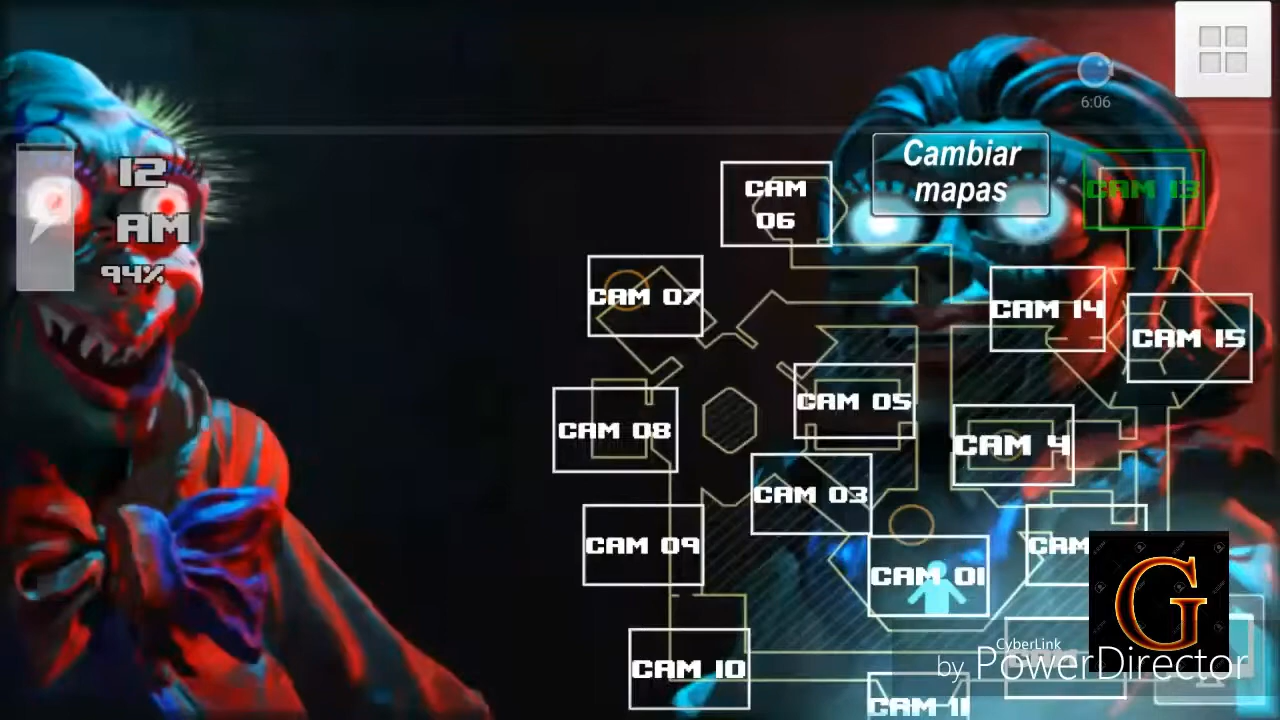 6:06
12
AM
94%
Cambiar
mapas
CAM
06
CAM 13
CAM 07
CAM 14
CAM 15
CAM 05
CAM 08
CAM 4
CAM 03
CAM 09
CAM
CAM 01
G
CAM 10
CyberLink
by PowerDirector
CAM 11